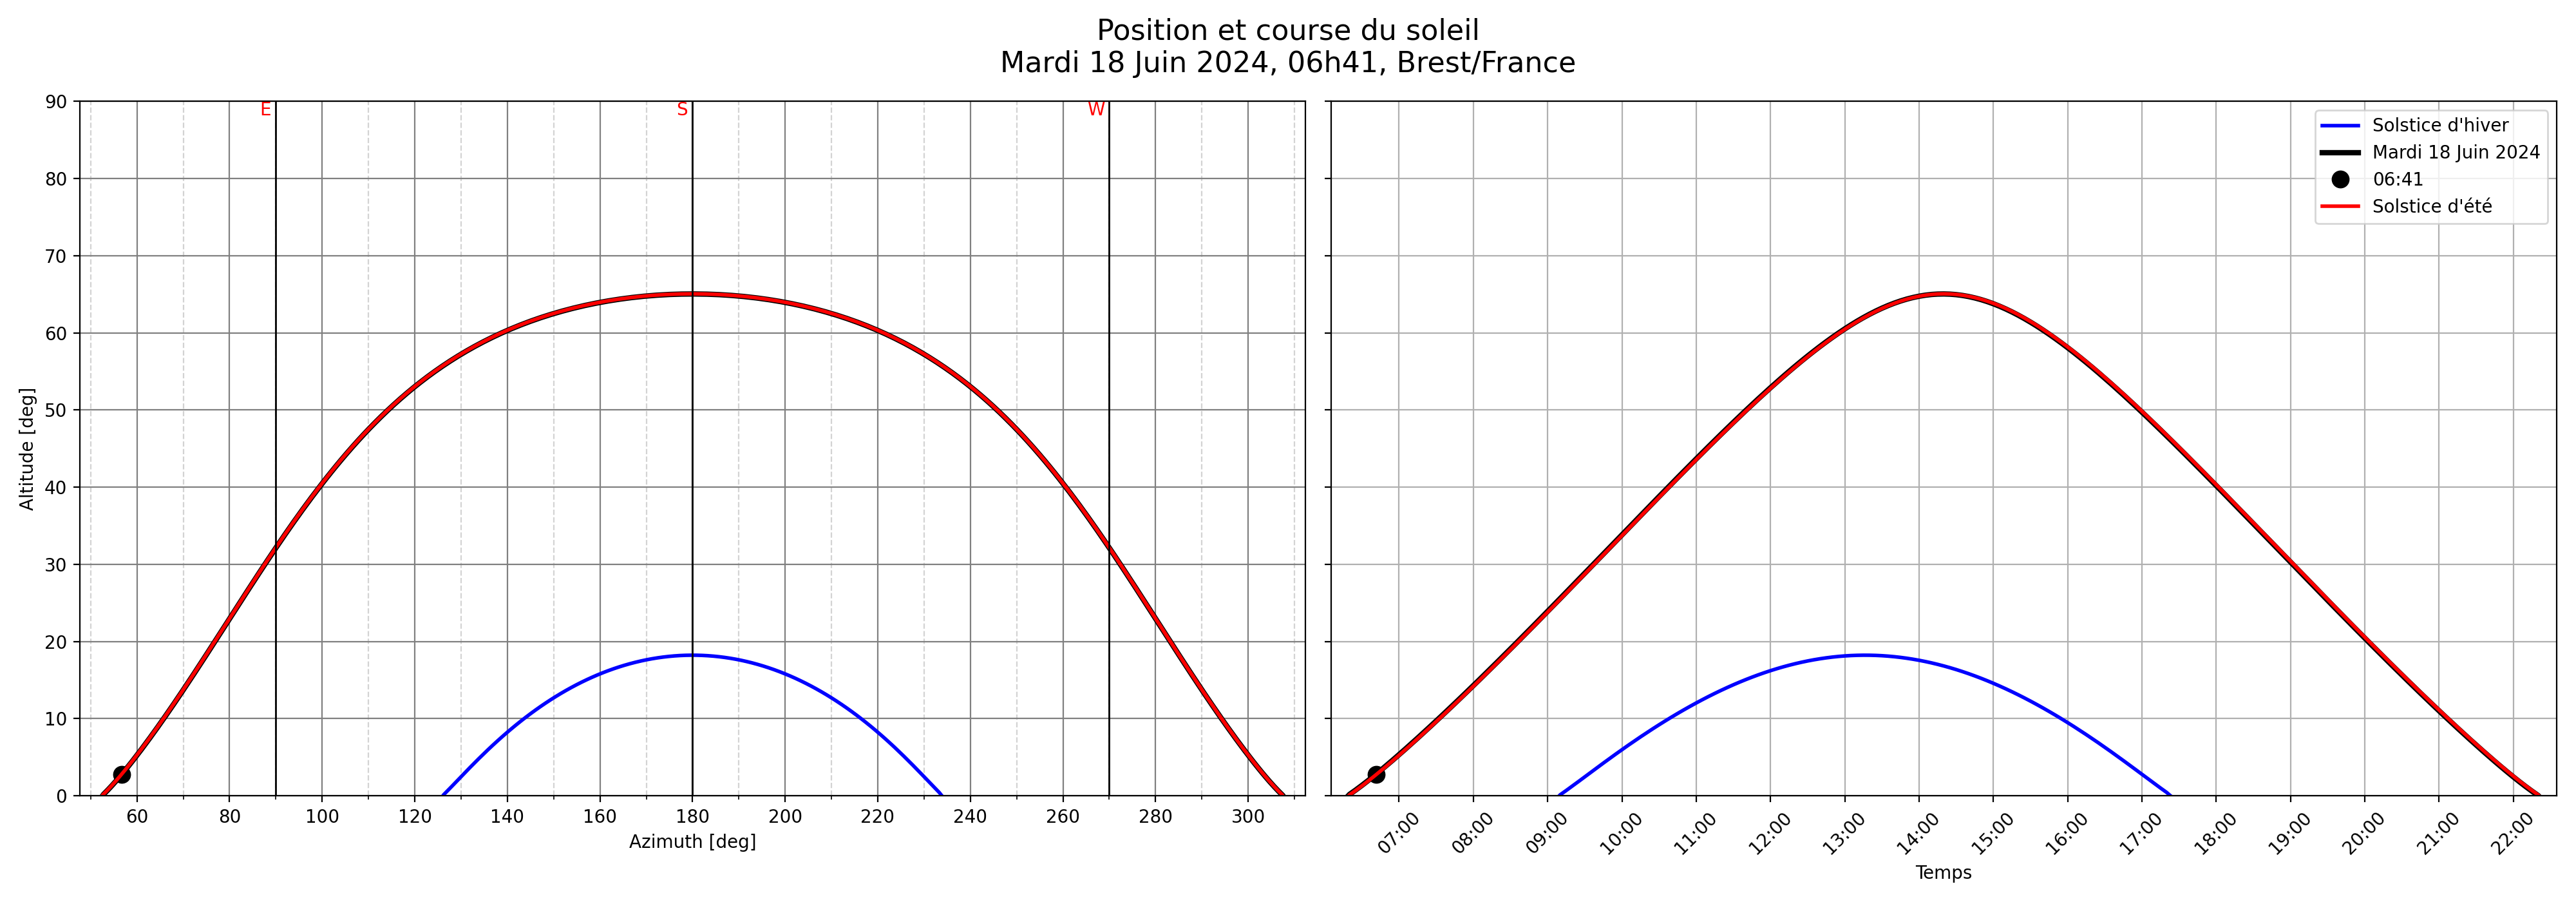 Position et course du soleil
Mardi 18 Juin 2024, 06h41, Brest/France
E
S
W
90
80
70
60
50
40
30
20
10
0
Altitude [deg]
60 80 100 120 140 160 180 200 220 240 260 280 300
Azimuth [deg]
Solstice d'hiver
Mardi 18 Juin 2024
06:41
Solstice d'été
07:00 08:00 09:00 10:00 11:00 12:00 13:00 14:00 15:00 16:00 17:00 18:00 19:00 20:00 21:00 22:00
Temps